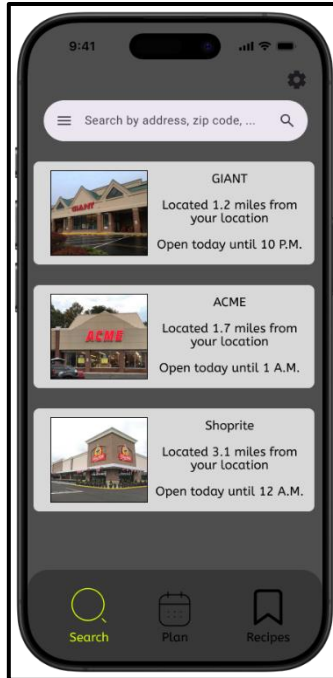 9:41
Search by address, zip code, ...
GIANT
GIANT
Located 1.2 miles from
your location
Open today until 10 P.M.
ACME
ACME
Located 1.7 miles from
your location
Open today until 1 A.M.
Shoprite
Located 3.1 miles from
your location
Open today until 12 A.M.
Search
Plan
Recipes